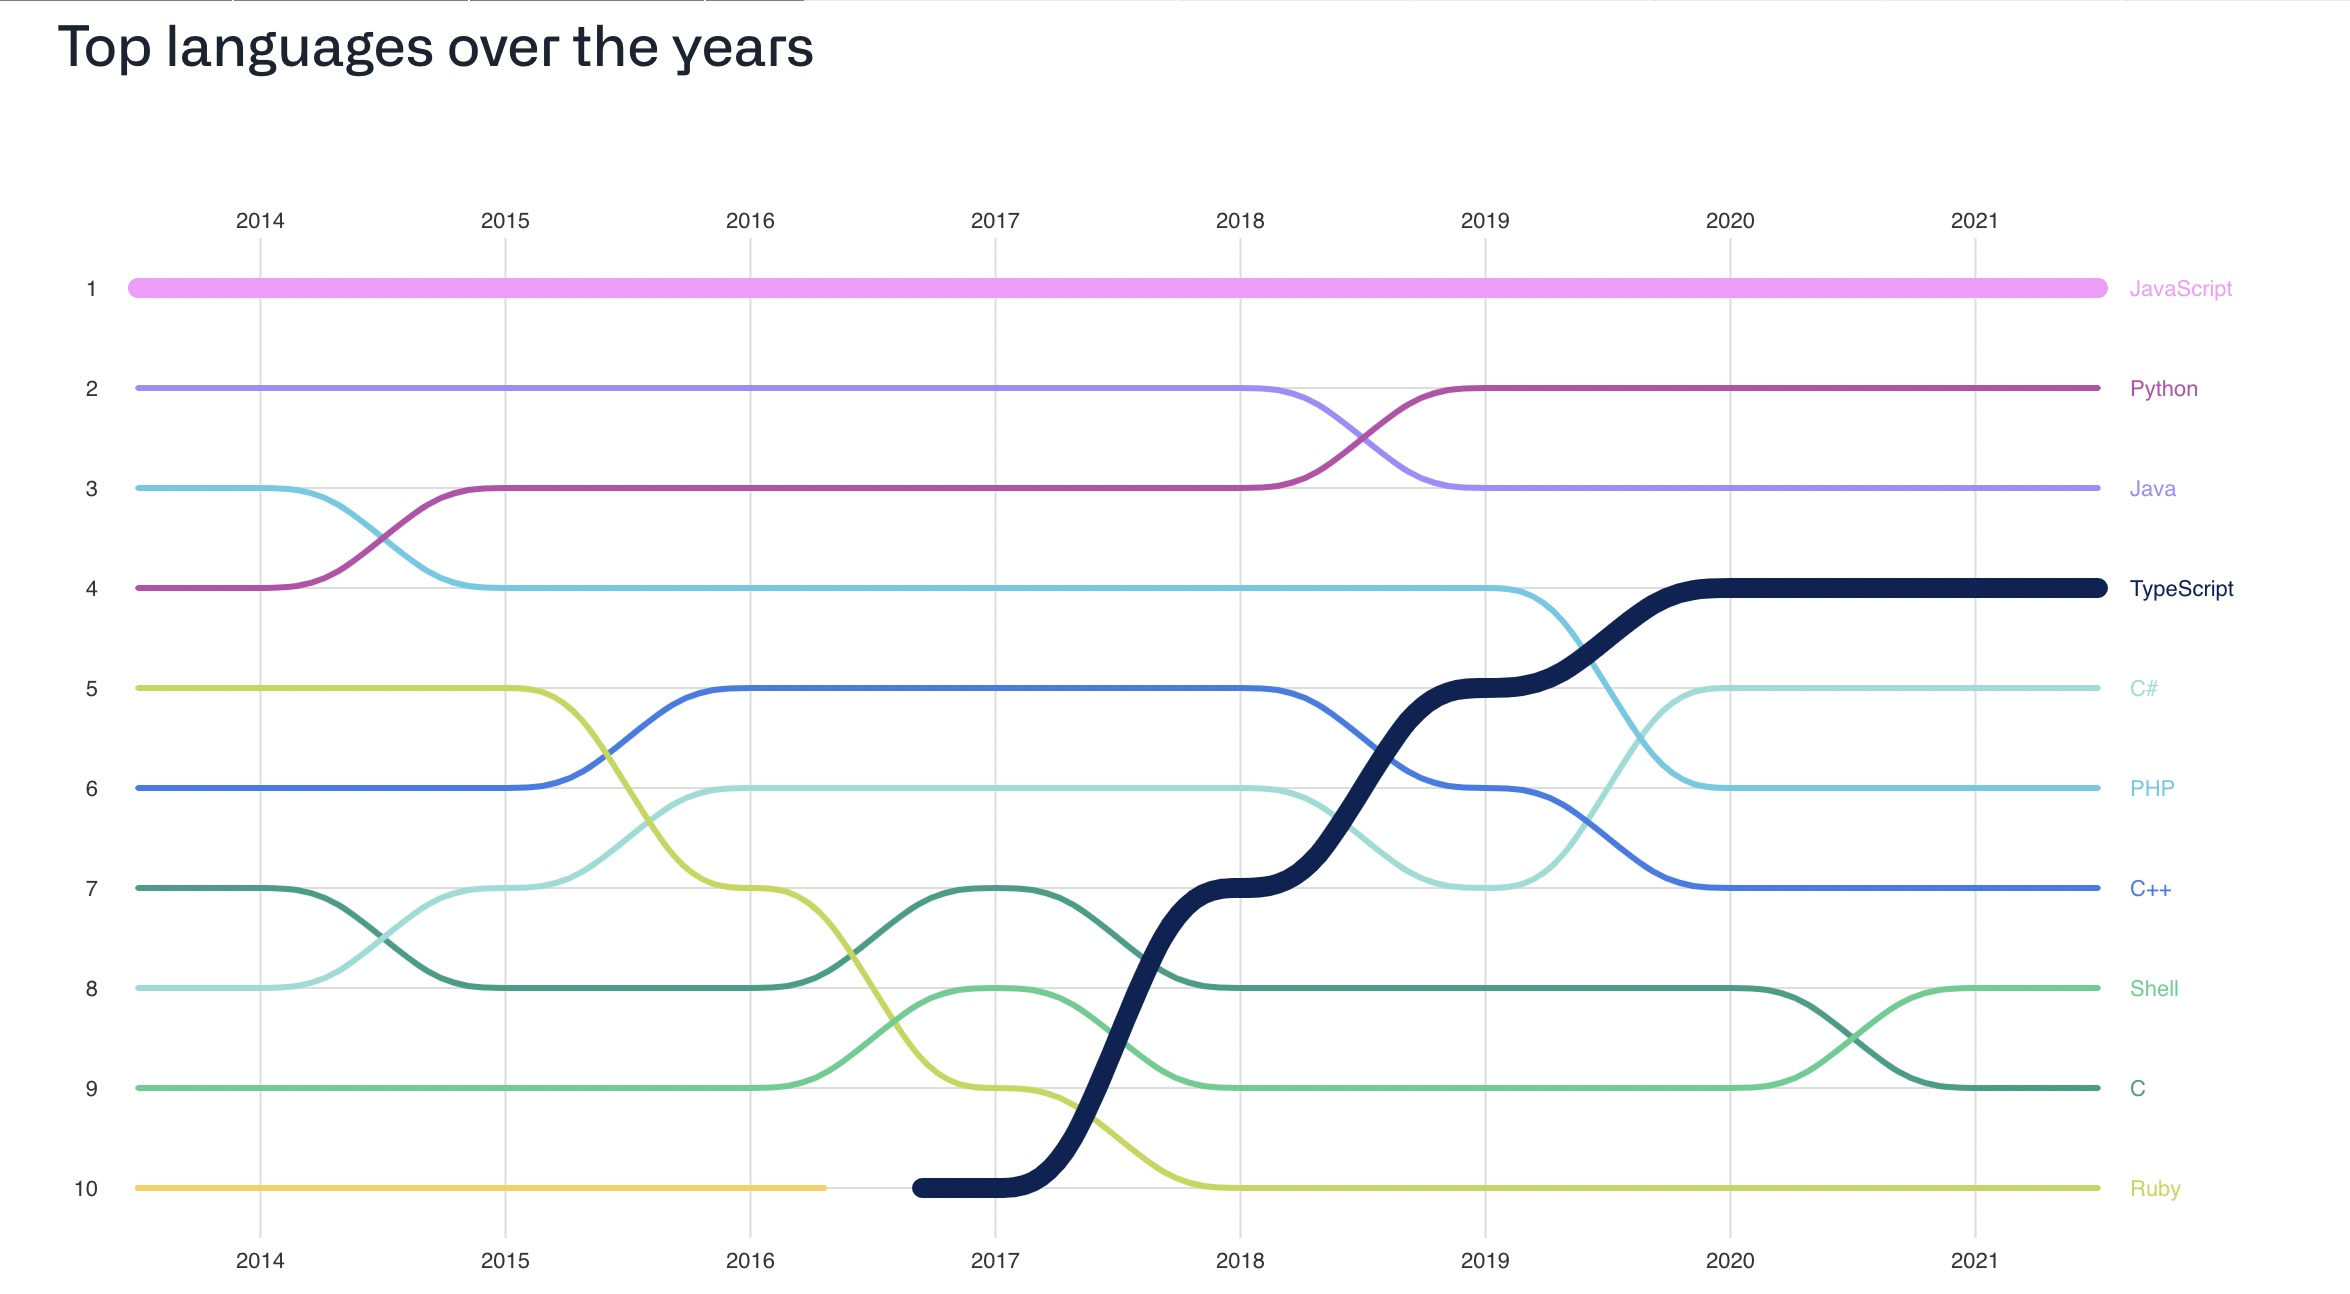 Top languages over the years
2014 2015 2016 2017 2018 2019 2020 2021
1 JavaScript
2 Python
3 Java
4 TypeScript
5 C#
6 PHP
7 C++
8 Shell
9 C
10 Ruby
2014 2015 2016 2017 2018 2019 2020 2021